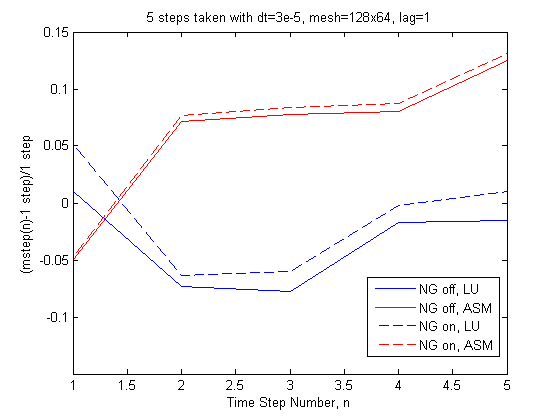 5 steps taken with dt=3e-5, mesh=128x64, lag=1
0.15
0.1
0.05
0
-0.05
-0.1
(mstep(n)-1 step)/1 step
NG off, LU
NG off, ASM
NG on, LU
NG on, ASM
1 1.5 2 2.5 3 3.5 4 4.5 5
Time Step Number, n